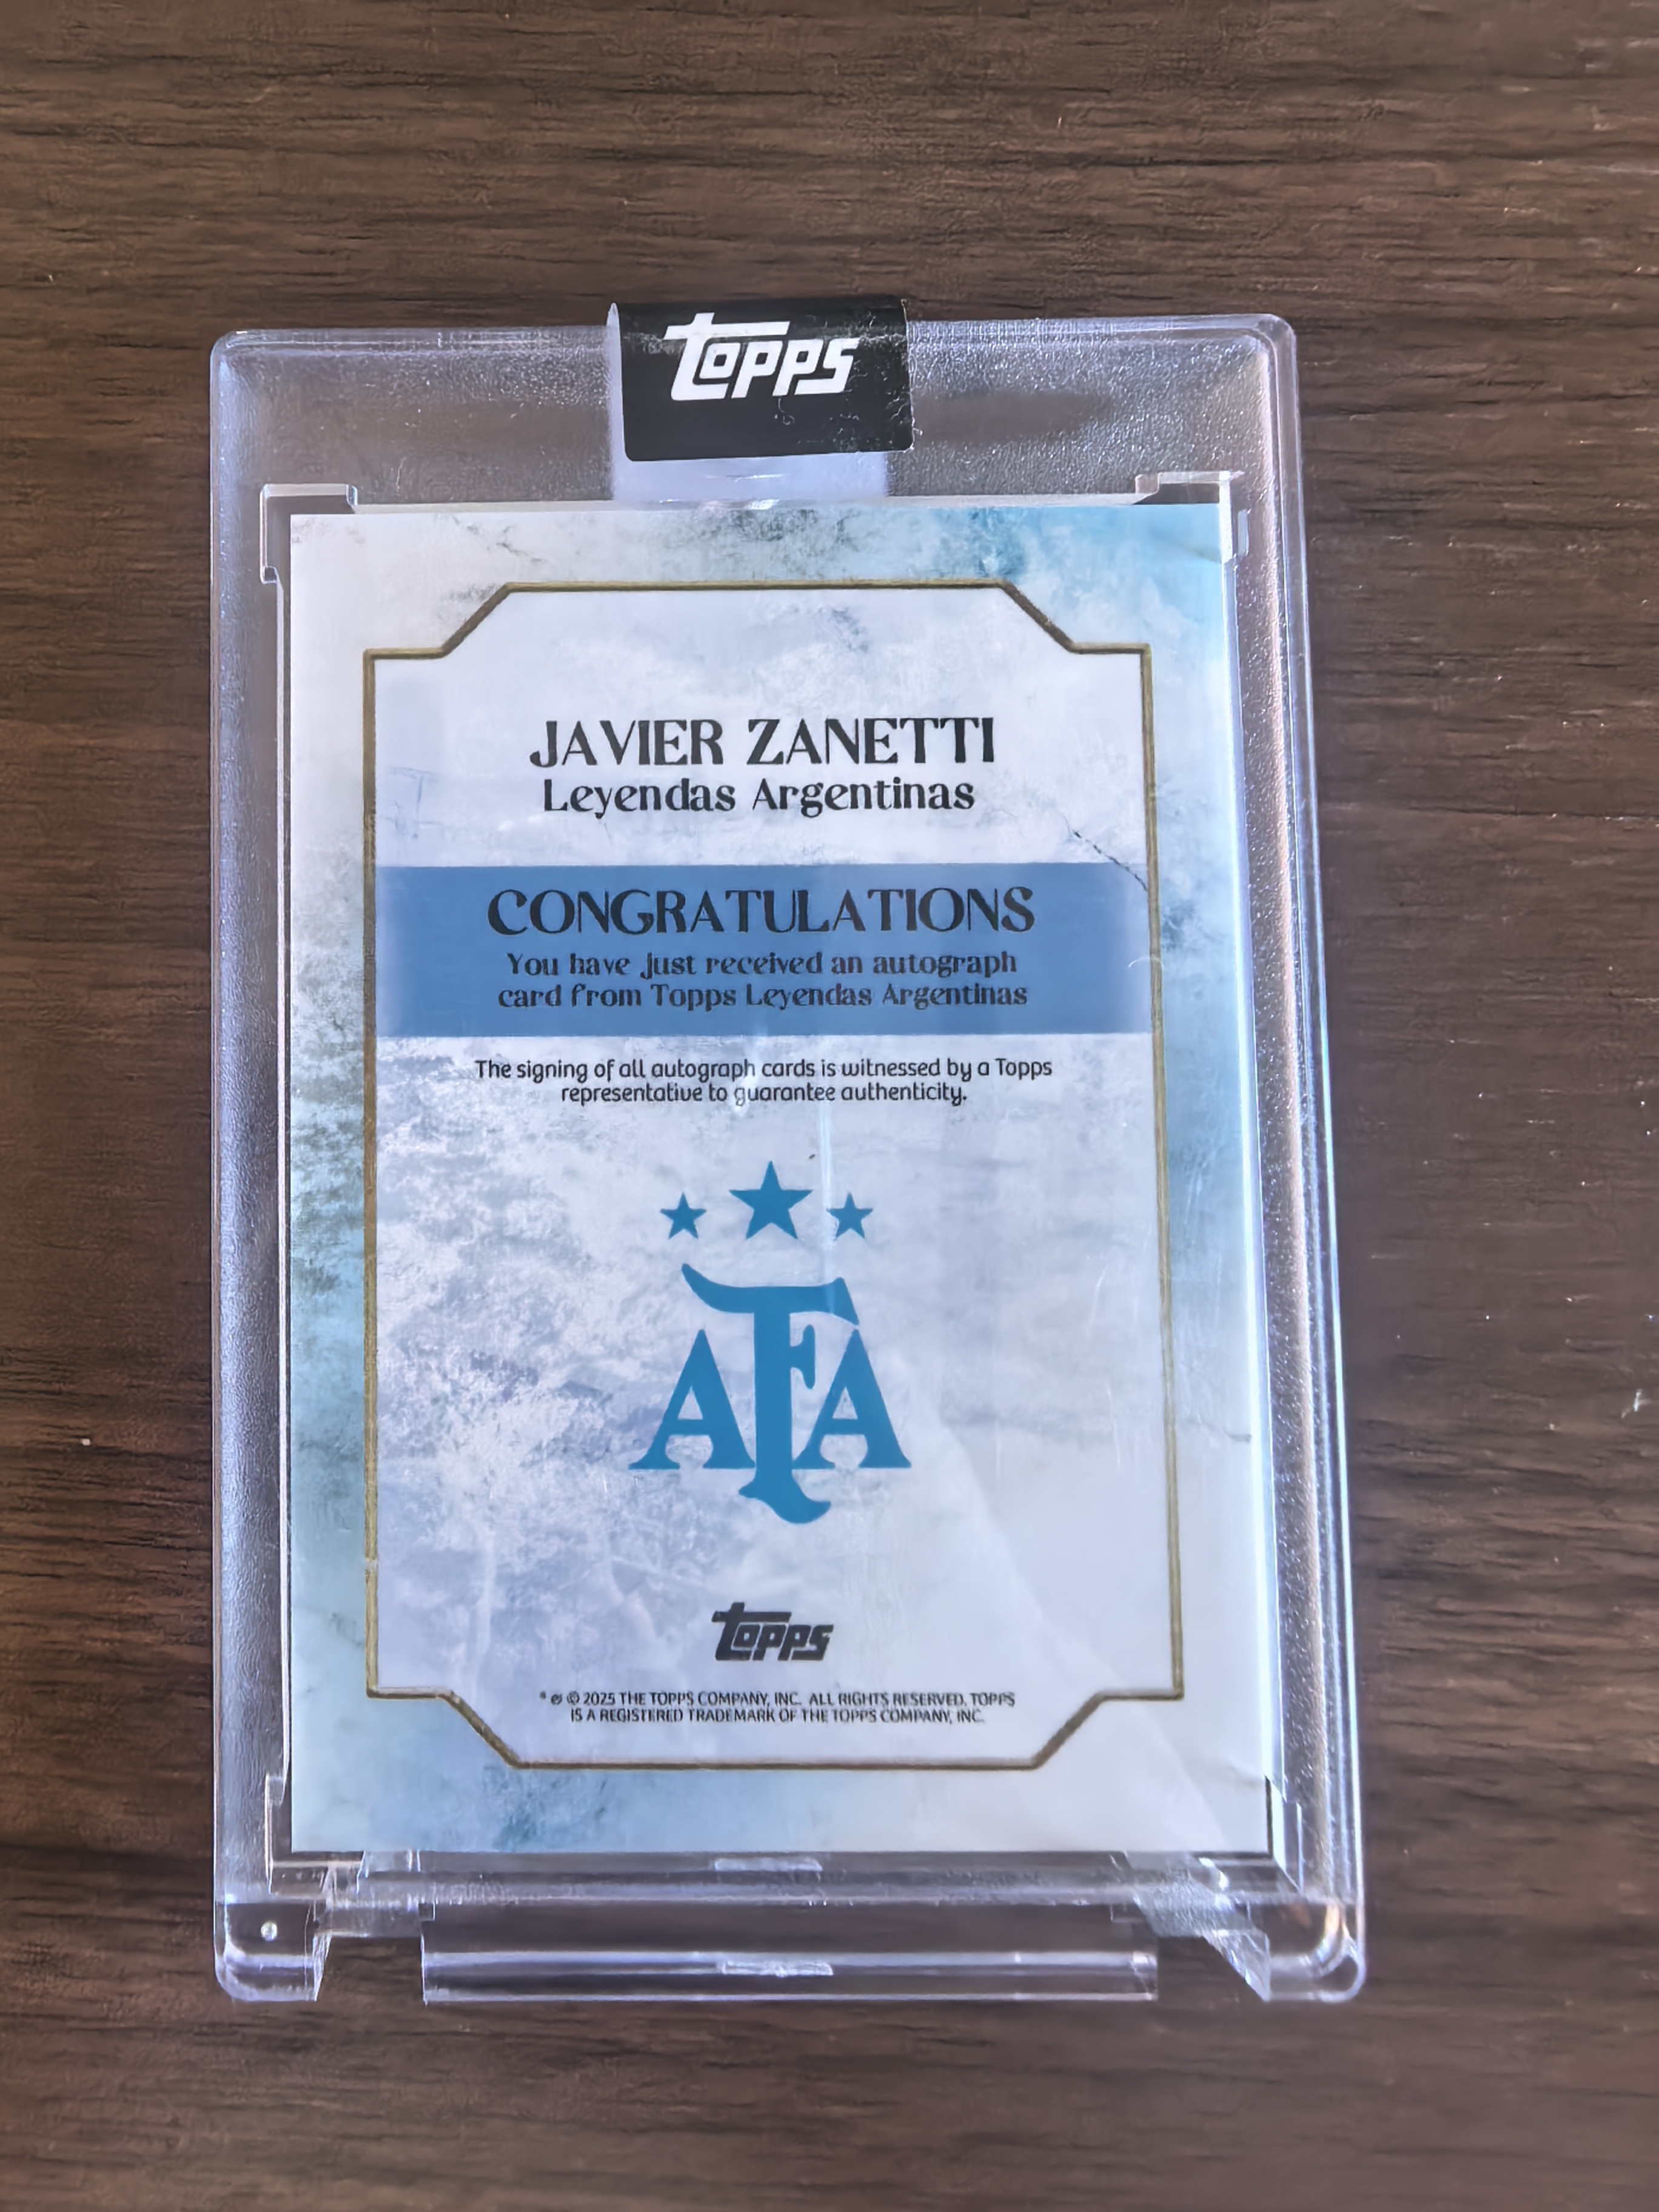 topps
JAVIER ZANETTI
Leyendas Argentinas
CONGRATULATIONS
You have just received an autograph
card from Topps Leyendas Argentinas
The signing of all autograph cards is witnessed by a Topps
representative to guarantee authenticity.
AFA
topps
* ® © 2025 THE TOPPS COMPANY, INC. ALL RIGHTS RESERVED. TOPPS
IS A REGISTERED TRADEMARK OF THE TOPPS COMPANY, INC.